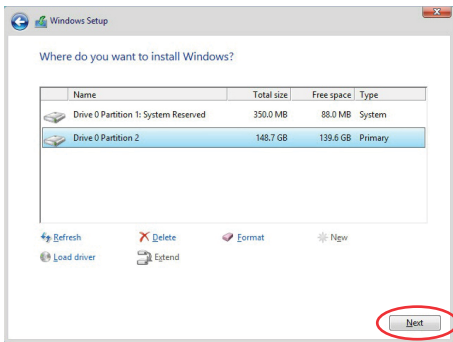 Windows Setup
Where do you want to install Windows?
Name Total size Free space Type
Drive 0 Partition 1: System Reserved 350.0 MB 88.0 MB System
Drive 0 Partition 2 148.7 GB 139.6 GB Primary
Refresh Delete Format New
Load driver Extend
Next